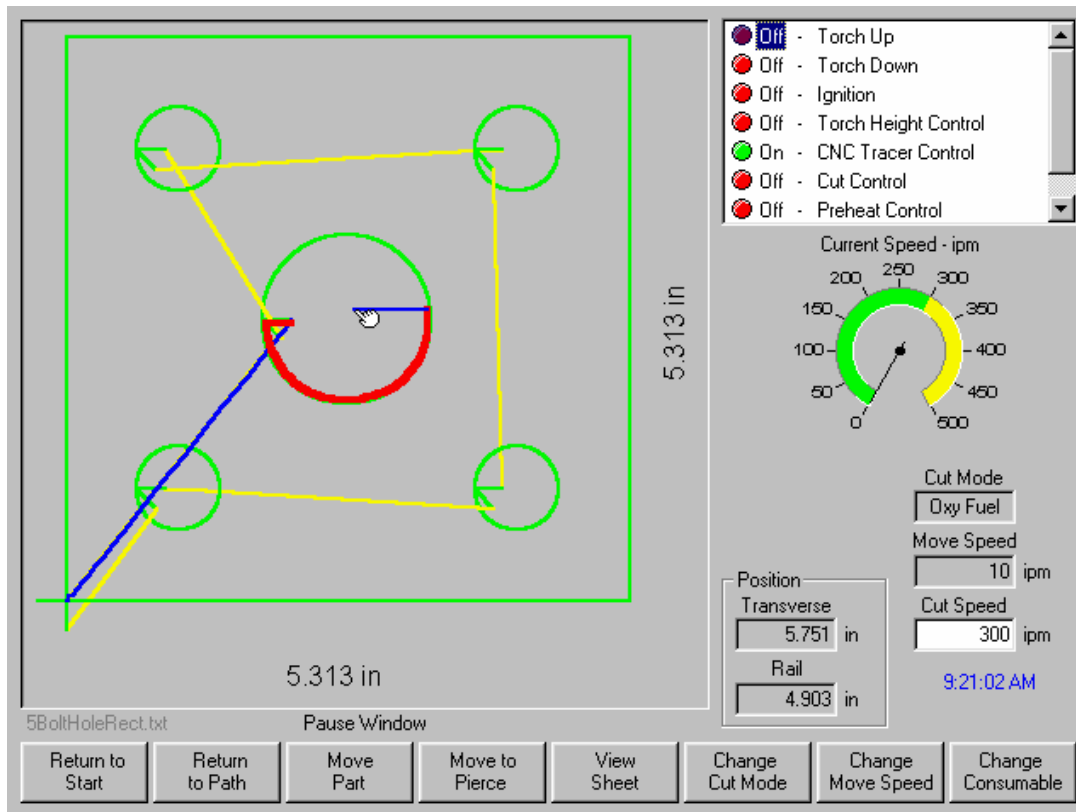 Off - Torch Up
Off - Torch Down
Off - Ignition
Off - Torch Height Control
On - CNC Tracer Control
Off - Cut Control
Off - Preheat Control
Current Speed - ipm
0
50
100
150
200
250
300
350
400
450
500
5.313 in
5.313 in
Cut Mode
Oxy Fuel
Move Speed
10 ipm
Cut Speed
300 ipm
9:21:02 AM
Position
Transverse
5.751 in
Rail
4.903 in
5BoltHoleRect.txt
Pause Window
Return to
Start
Return
to Path
Move
Part
Move to
Pierce
View
Sheet
Change
Cut Mode
Change
Move Speed
Change
Consumable